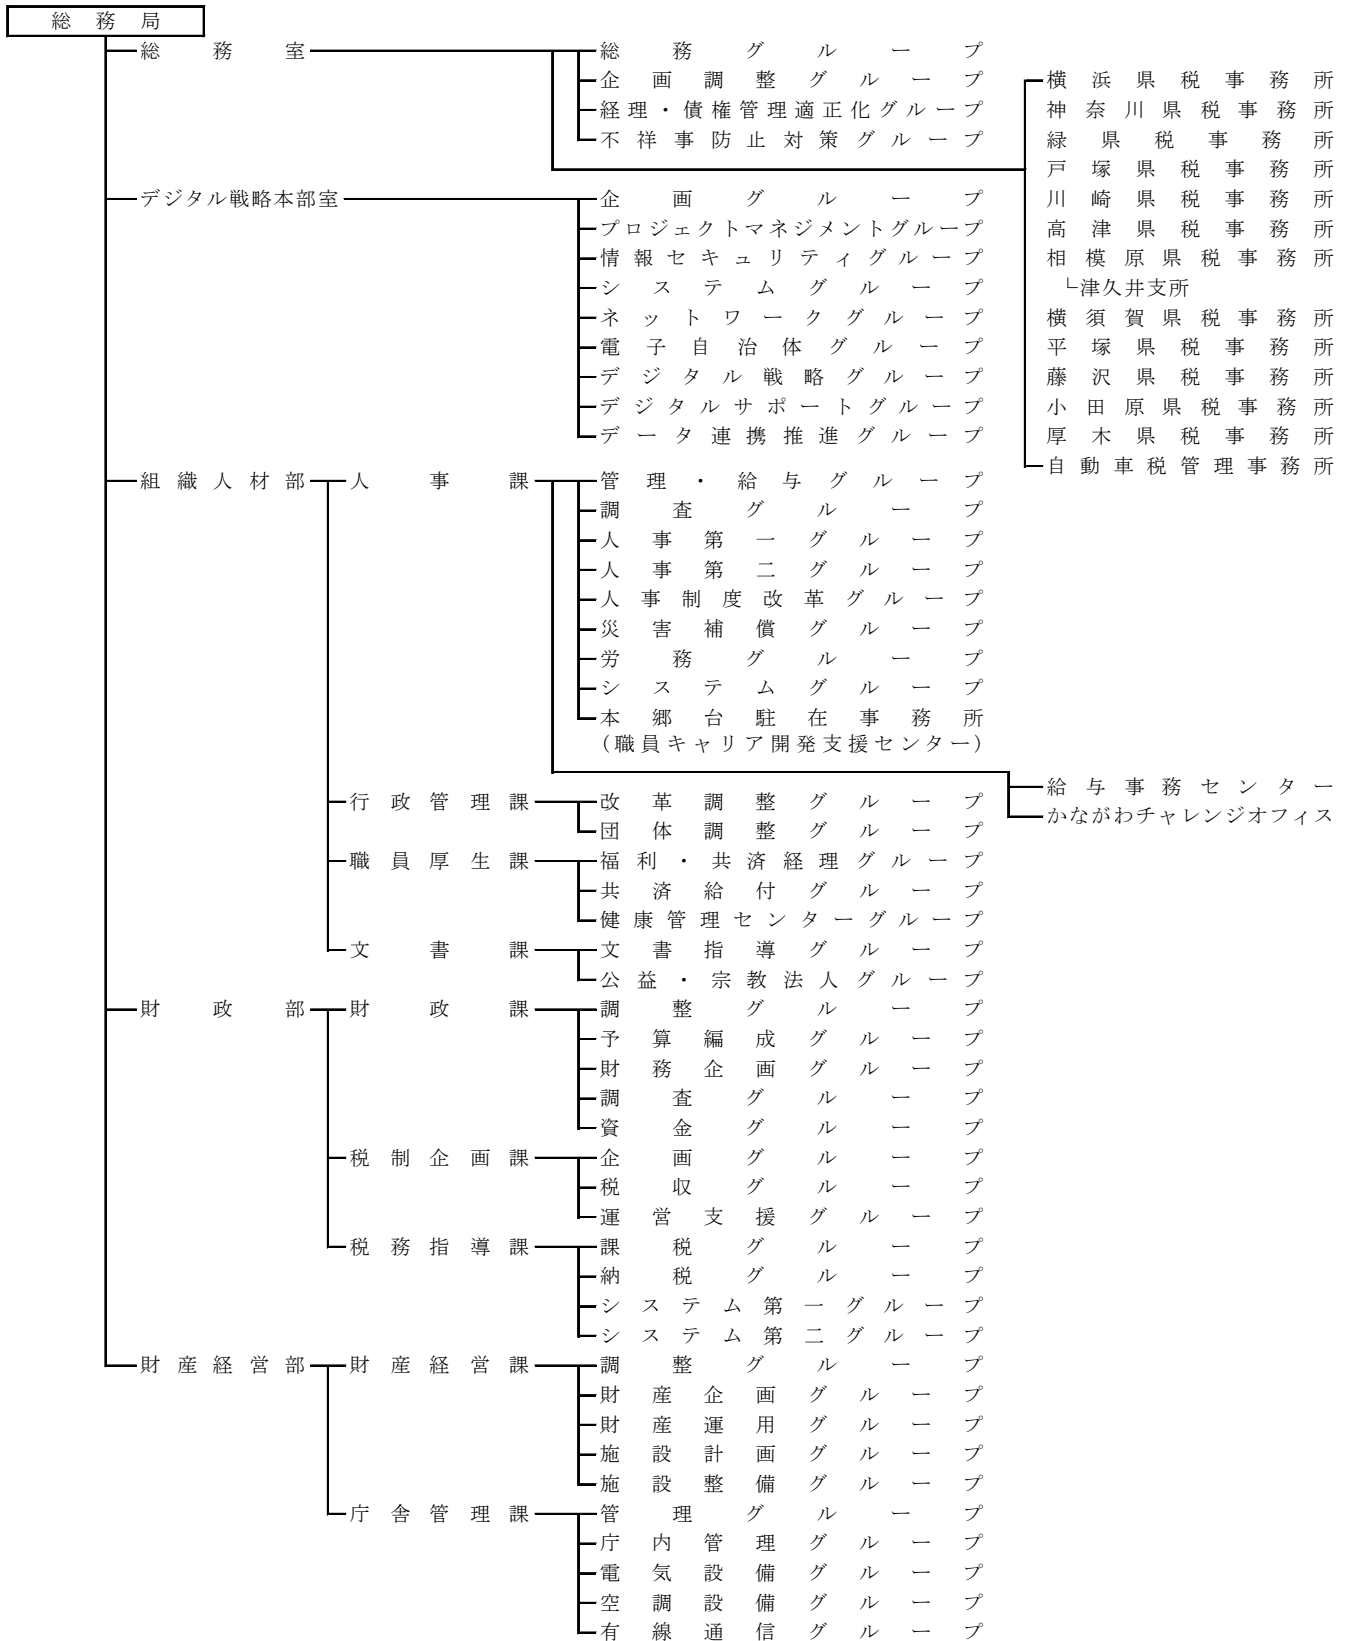 総務局
総務室 総務グループ
企画調整グループ 横浜県税事務所
経理・債権管理適正化グループ 神奈川県税事務所
不祥事防止対策グループ 緑県税事務所
戸塚県税事務所
デジタル戦略本部室 企画グループ 川崎県税事務所
プロジェクトマネジメントグループ 高津県税事務所
情報セキュリティグループ 相模原県税事務所
システムグループ └津久井支所
ネットワークグループ 横須賀県税事務所
電子自治体グループ 平塚県税事務所
デジタル戦略グループ 藤沢県税事務所
デジタルサポートグループ 小田原県税事務所
データ連携推進グループ 厚木県税事務所
自動車税管理事務所
組織人材部 人事課 管理・給与グループ
調査グループ
人事第一グループ
人事第二グループ
人事制度改革グループ
災害補償グループ
労務グループ
システムグループ
本郷台駐在事務所
(職員キャリア開発支援センター)
給与事務センター
行政管理課 改革調整グループ
かながわチャレンジオフィス
団体調整グループ
職員厚生課 福利・共済経理グループ
共済給付グループ
健康管理センターグループ
文書課 文書指導グループ
公益・宗教法人グループ
財政部 財政課 調整グループ
予算編成グループ
財務企画グループ
調査グループ
資金グループ
税制企画課 企画グループ
税収グループ
運営支援グループ
税務指導課 課税グループ
納税グループ
システム第一グループ
システム第二グループ
財産経営部 財産経営課 調整グループ
財産企画グループ
財産運用グループ
施設計画グループ
施設整備グループ
庁舎管理課 管理グループ
庁内管理グループ
電気設備グループ
空調設備グループ
有線通信グループ